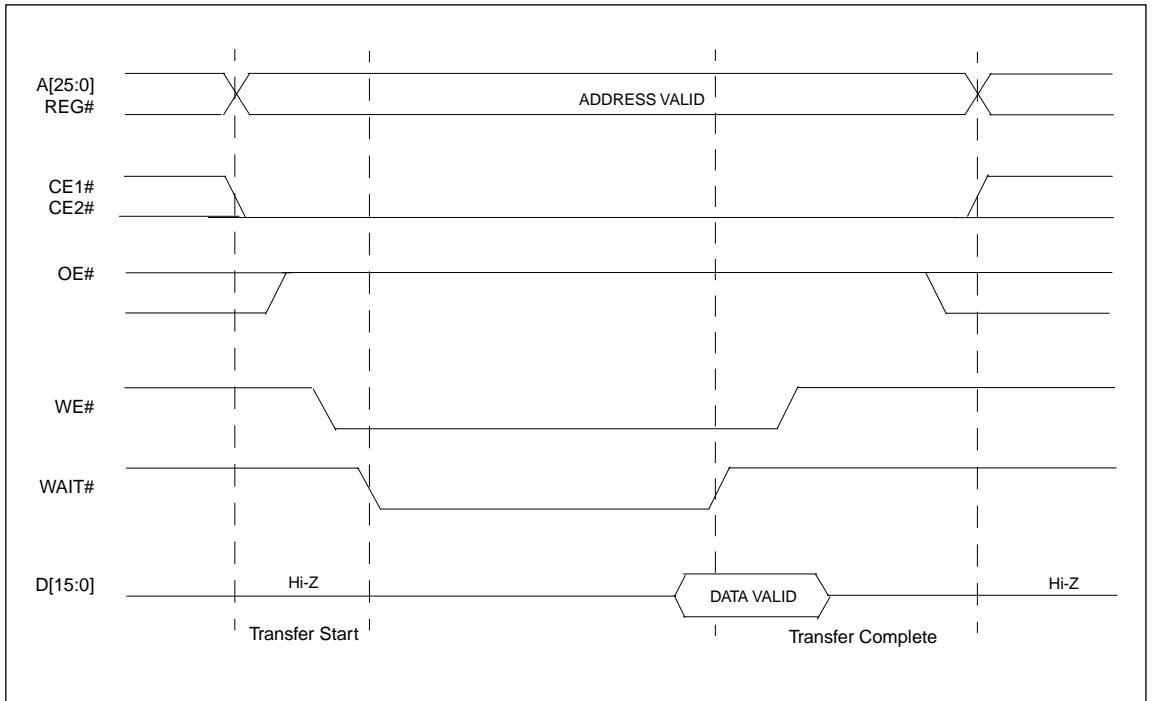 A[25:0]
REG#
ADDRESS VALID
CE1#
CE2#
OE#
WE#
WAIT#
D[15:0]
Hi-Z
DATA VALID
Hi-Z
Transfer Start
Transfer Complete